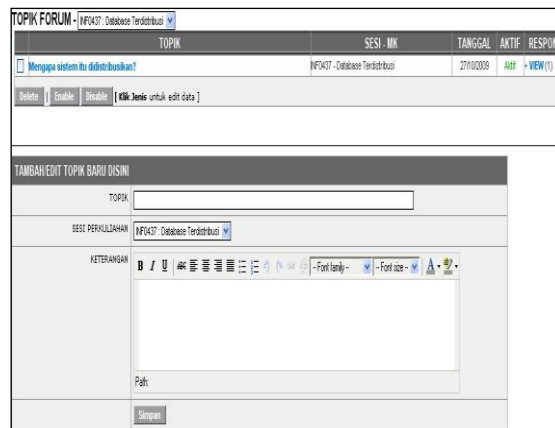 TOPIK FORUM - INF0437 : Database Terdistribusi
TOPIK SESI - MK TANGGAL AKTIF RESPON
Mengapa sistem itu didistribusikan? INF0437 - Database Terdistribusi 27/10/2009 Aktif + VIEW (1)
Delete | Enable Disable [ Klik Jenis untuk edit data ]
TAMBAH/EDIT TOPIK BARU DISINI
TOPIK
SESI PERKULIAHAN INF0437 : Database Terdistribusi
KETERANGAN
B I U ABC - Font family - - Font size - A ab
Path:
Simpan